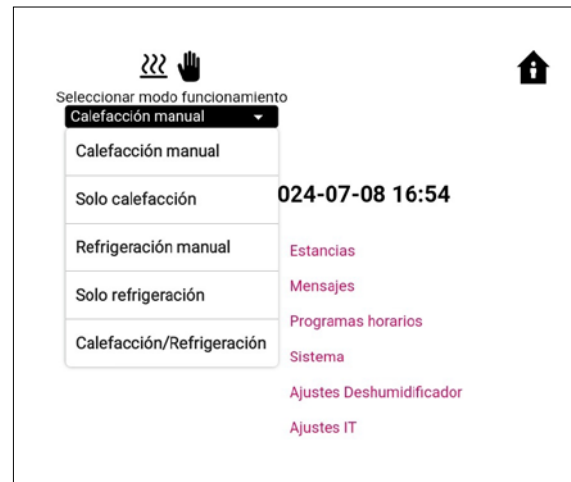 Seleccionar modo funcionamiento
Calefacción manual
Calefacción manual
Solo calefacción
Refrigeración manual
Solo refrigeración
Calefacción/Refrigeración
024-07-08 16:54
Estancias
Mensajes
Programas horarios
Sistema
Ajustes Deshumidificador
Ajustes IT